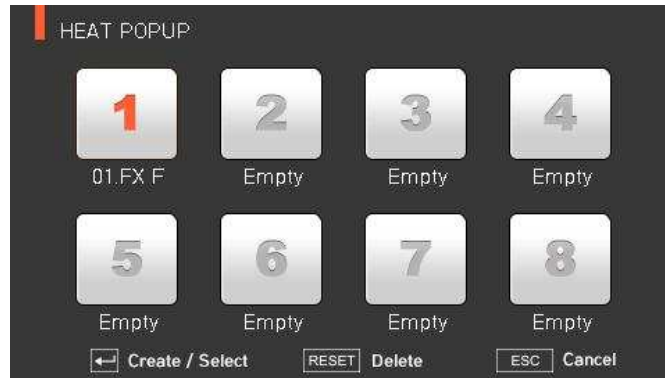 HEAT POPUP
1 2 3 4
01.FX F Empty Empty Empty
5 6 7 8
Empty Empty Empty Empty
Create / Select RESET Delete ESC Cancel